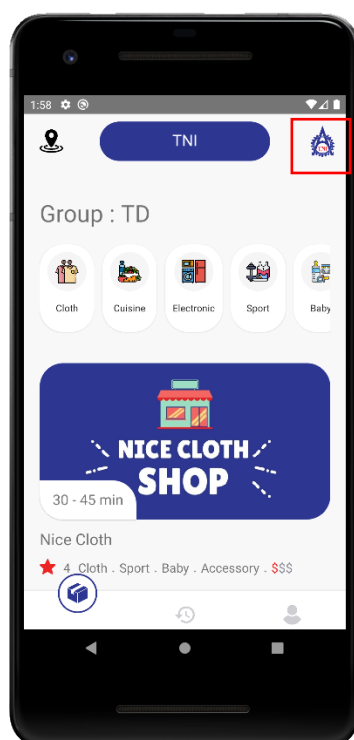 1:58
TNI
TNI
Group : TD
Cloth
Cuisine
Electronic
Sport
Baby
NICE CLOTH
SHOP
30 - 45 min
Nice Cloth
4 Cloth . Sport . Baby . Accessory . $$$